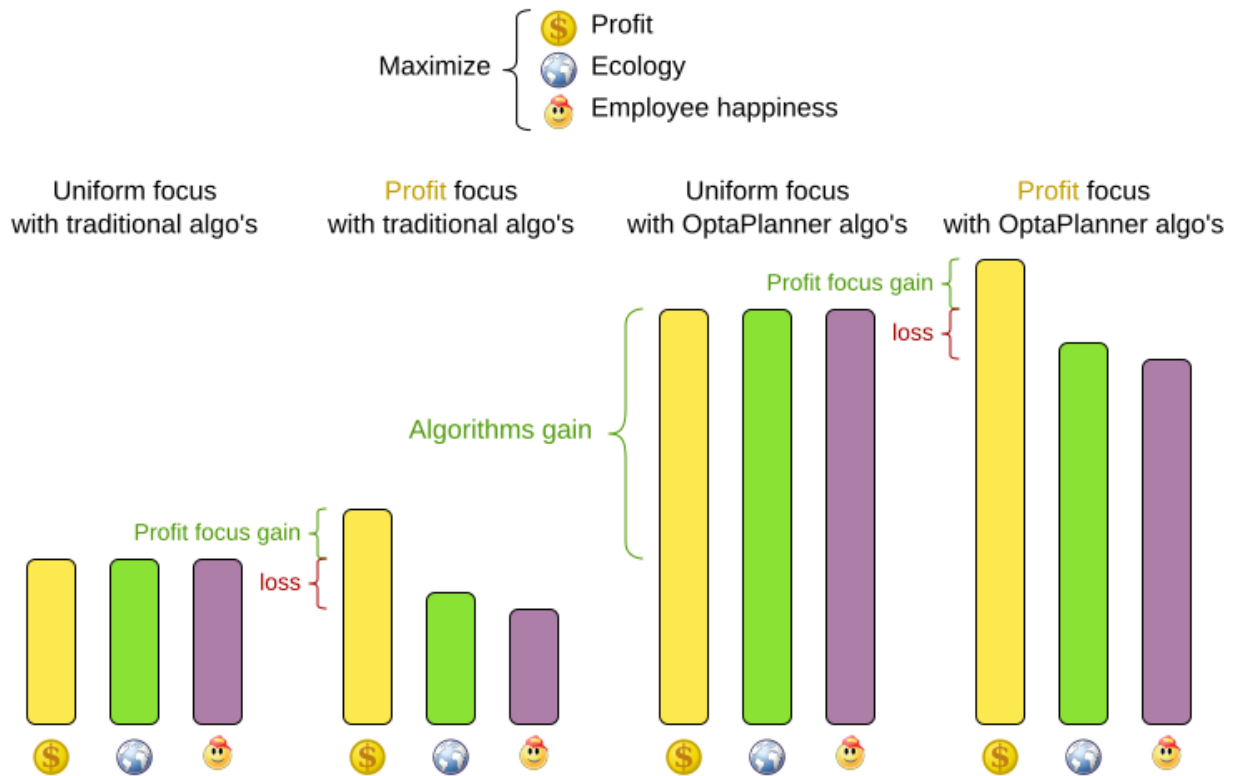 Maximize
Profit
Ecology
Employee happiness
Uniform focus
with traditional algo's
Profit focus
with traditional algo's
Uniform focus
with OptaPlanner algo's
Profit focus
with OptaPlanner algo's
Profit focus gain
loss
Algorithms gain
Profit focus gain
loss
$
$
$
$
$